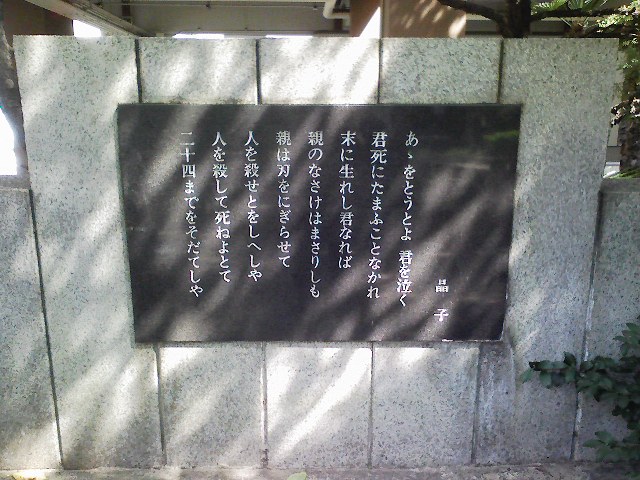 晶子
あゝをとうとよ 君を泣く
君死にたまふことなかれ
末に生れし君なれば
親のなさけはまさりしも
親は刃をにぎらせて
人を殺せとをしへしや
人を殺して死ねよとて
二十四までをそだてしや